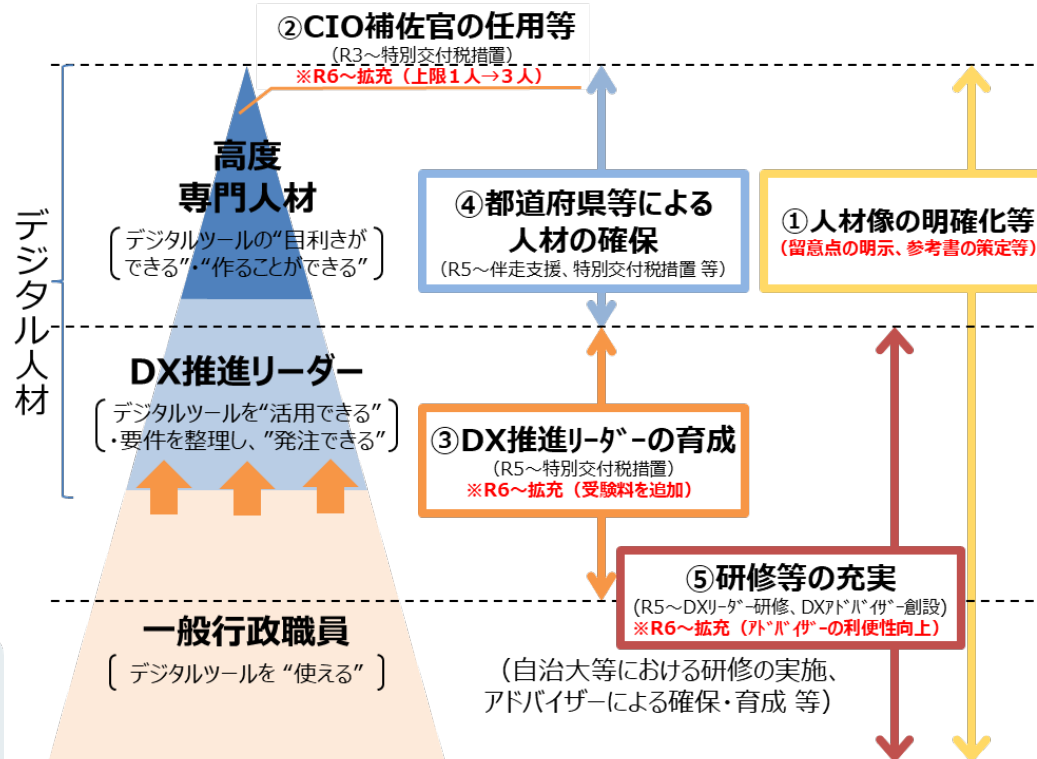 ②CIO補佐官の任用等
（R3～特別交付税措置）
※R6～拡充（上限１人→３人）
デジタル人材
高度
専門人材
デジタルツールの“目利きが
できる”・“作ることができる”
④都道府県等による
人材の確保
（R5～伴走支援、特別交付税措置 等）
①人材像の明確化等
（留意点の明示、参考書の策定等）
DX推進リーダー
デジタルツールを“活用できる”
・要件を整理し、”発注できる”
③DX推進ﾘｰﾀﾞｰの育成
（R5～特別交付税措置）
※R6～拡充（受験料を追加）
⑤研修等の充実
（R5～DXﾘｰﾀﾞｰ研修、DXｱﾄﾞﾊﾞｲｻﾞｰ創設）
※R6～拡充（ｱﾄﾞﾊﾞｲｻﾞｰの利便性向上）
一般行政職員
デジタルツールを “使える”
（自治大等における研修の実施、
アドバイザーによる確保・育成 等）